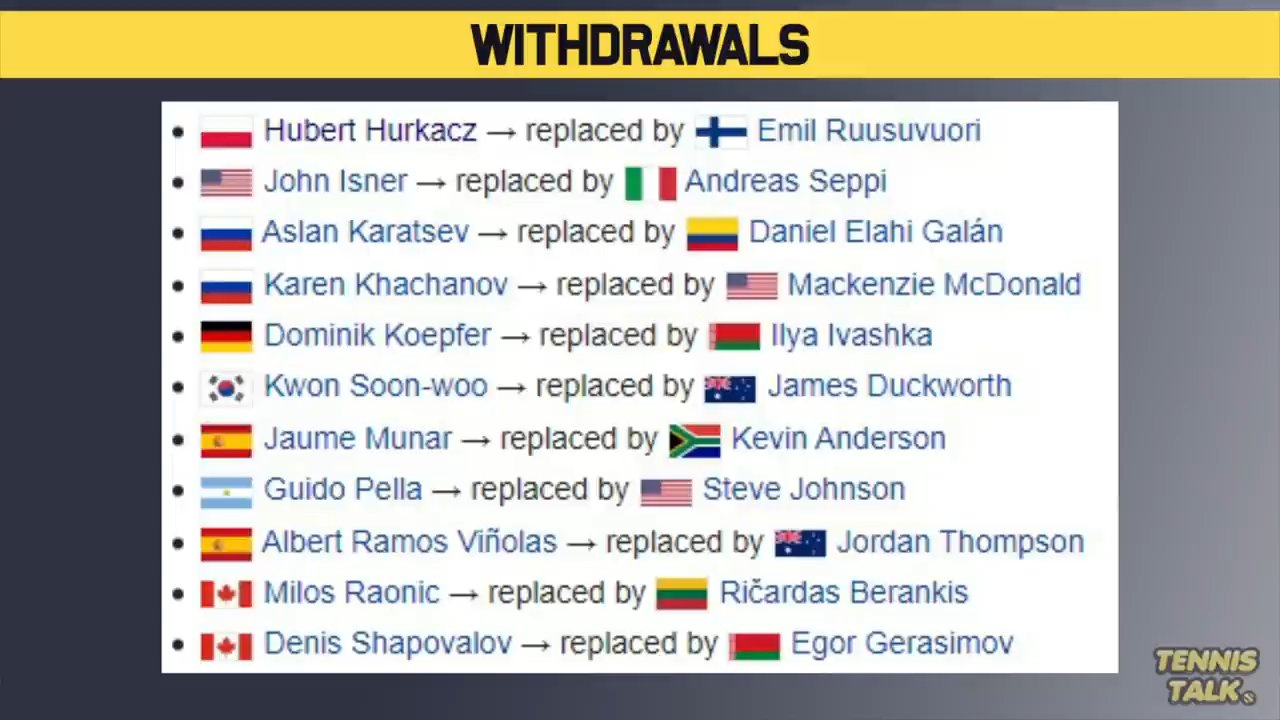 WITHDRAWALS
• Hubert Hurkacz → replaced by Emil Ruusuvuori
• John Isner → replaced by Andreas Seppi
• Aslan Karatsev → replaced by Daniel Elahi Galán
• Karen Khachanov → replaced by Mackenzie McDonald
• Dominik Koepfer → replaced by Ilya Ivashka
• Kwon Soon-woo → replaced by James Duckworth
• Jaume Munar → replaced by Kevin Anderson
• Guido Pella → replaced by Steve Johnson
• Albert Ramos Viñolas → replaced by Jordan Thompson
• Milos Raonic → replaced by Ričardas Berankis
• Denis Shapovalov → replaced by Egor Gerasimov
TENNIS
TALK